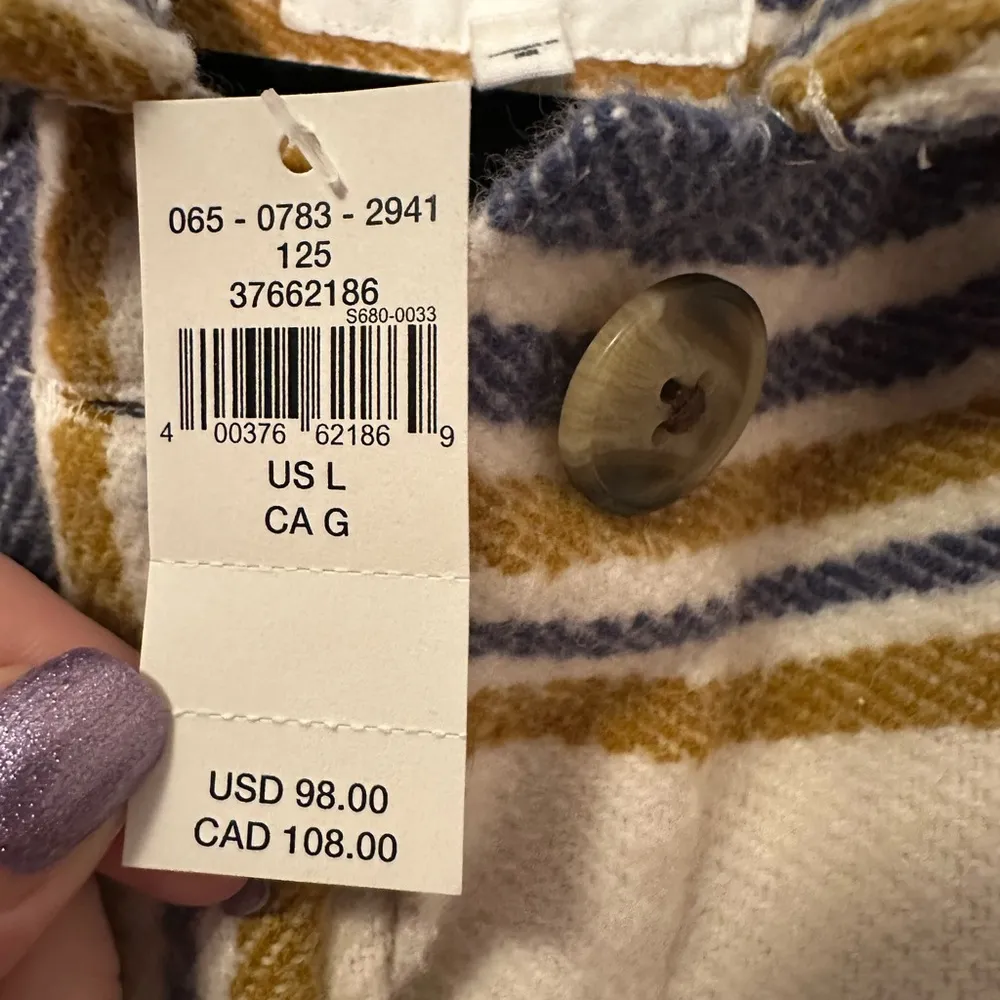 065 - 0783 - 2941
125
37662186
S680-0033
4 00376 62186 9
US L
CA G
USD 98.00
CAD 108.00